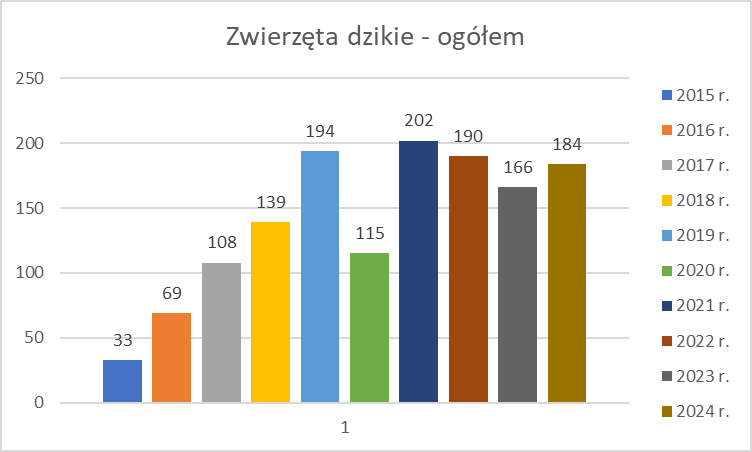 Zwierzęta dzikie - ogółem
250
200
150
100
50
0
33
69
108
139
194
115
202
190
166
184
1
2015 r.
2016 r.
2017 r.
2018 r.
2019 r.
2020 r.
2021 r.
2022 r.
2023 r.
2024 r.